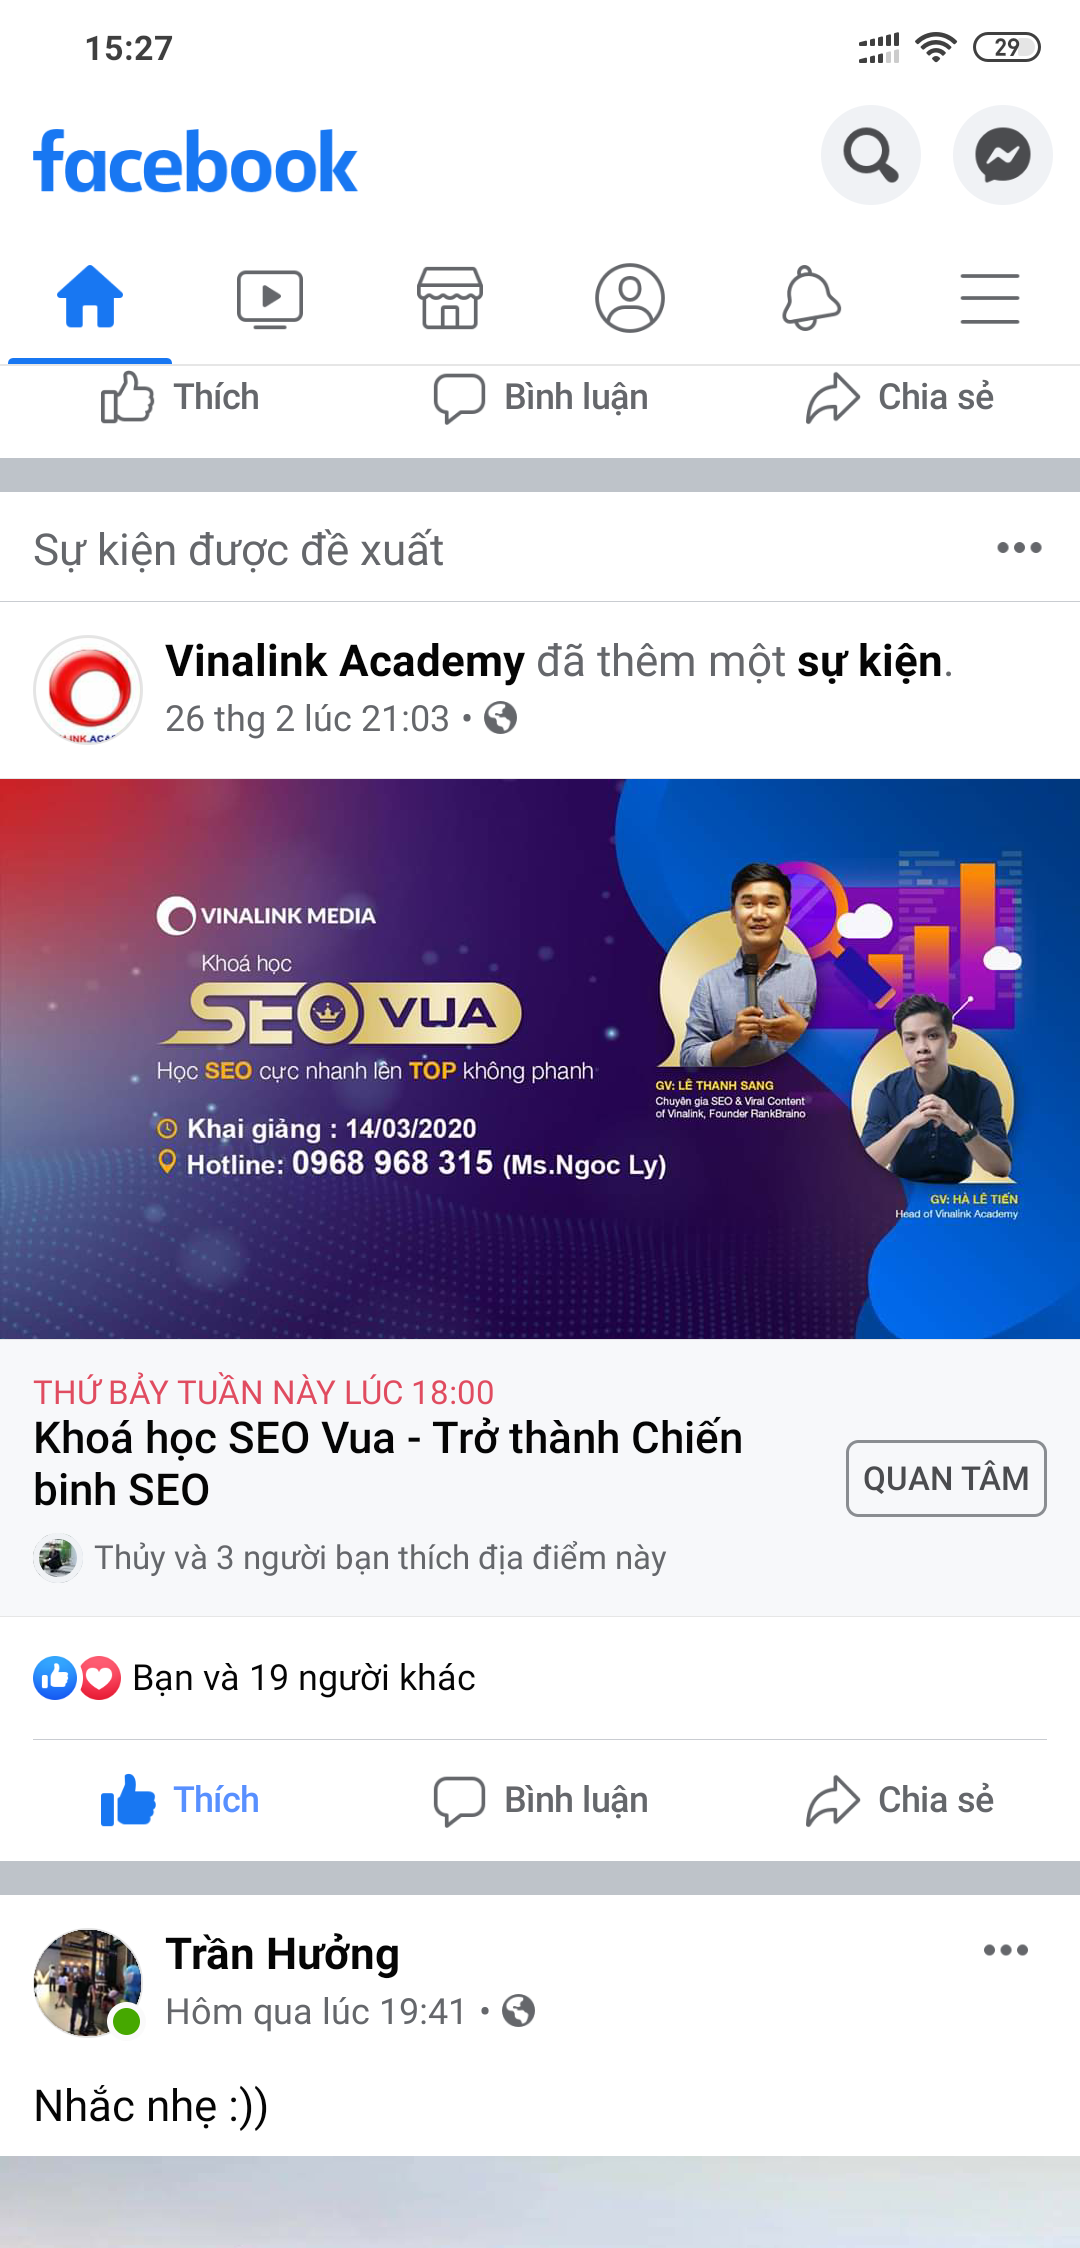 15:27
29
facebook
Thích
Bình luận
Chia sẻ
Sự kiện được đề xuất
Vinalink Academy đã thêm một sự kiện.
26 thg 2 lúc 21:03 •
VINALINK MEDIA
Khoá học
SEO VUA
Học SEO cực nhanh lên TOP không phanh
Khai giảng : 14/03/2020
Hotline: 0968 968 315 (Ms.Ngoc Ly)
GV: LÊ THANH SANG
Chuyên gia SEO & Viral Content
of Vinalink, Founder RankBraino
GV: HÀ LÊ TIẾN
Head of Vinalink Academy
THỨ BẢY TUẦN NÀY LÚC 18:00
Khoá học SEO Vua - Trở thành Chiến
binh SEO
QUAN TÂM
Thủy và 3 người bạn thích địa điểm này
Bạn và 19 người khác
Thích
Bình luận
Chia sẻ
Trần Hưởng
Hôm qua lúc 19:41 •
Nhắc nhẹ :))